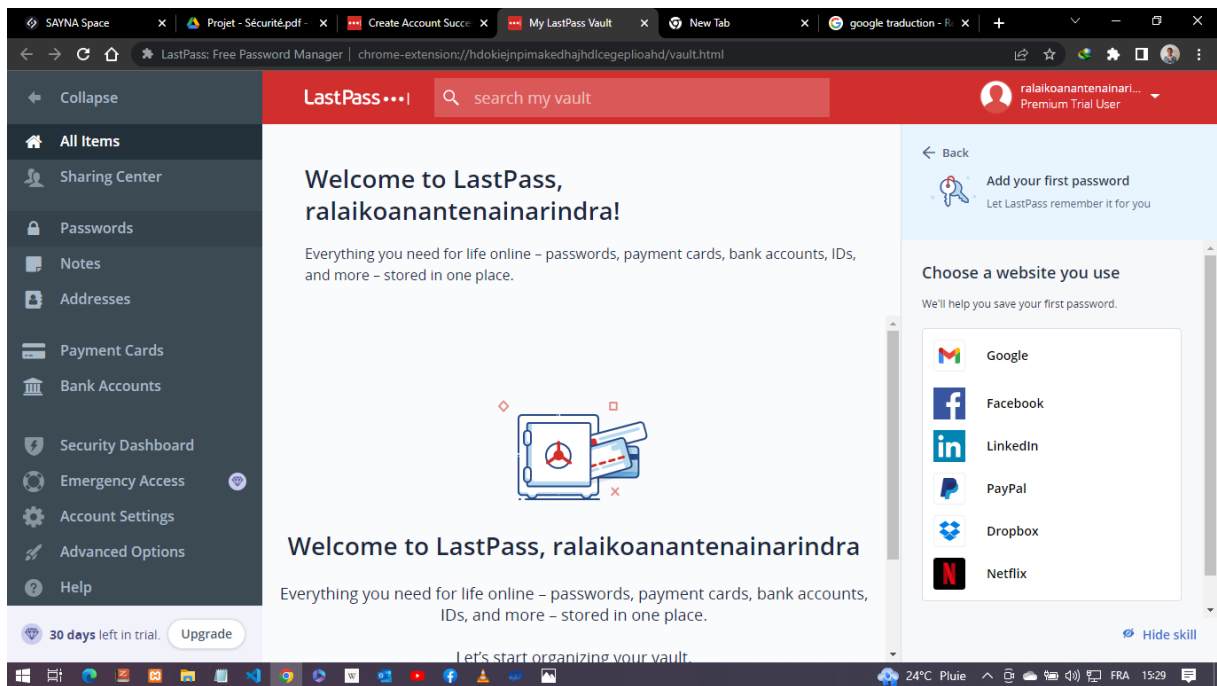 SAYNA Space
Projet - Sécurité.pdf -
Create Account Succe
My LastPass Vault
New Tab
google traduction - Re
LastPass: Free Password Manager
chrome-extension://hdokiejnpimakedhajhdlcegeplioahd/vault.html
Collapse
LastPass
search my vault
ralaikoanantenainari...
Premium Trial User
All Items
Sharing Center
Passwords
Notes
Addresses
Payment Cards
Bank Accounts
Security Dashboard
Emergency Access
Account Settings
Advanced Options
Help
30 days left in trial.
Upgrade
Welcome to LastPass,
ralaikoanantenainarindra!
Everything you need for life online – passwords, payment cards, bank accounts, IDs,
and more – stored in one place.
Welcome to LastPass, ralaikoanantenainarindra
Everything you need for life online – passwords, payment cards, bank accounts,
IDs, and more – stored in one place.
Let's start organizing your vault.
Back
Add your first password
Let LastPass remember it for you
Choose a website you use
We'll help you save your first password.
Google
Facebook
LinkedIn
PayPal
Dropbox
Netflix
Hide skill
24°C Pluie
FRA
15:29